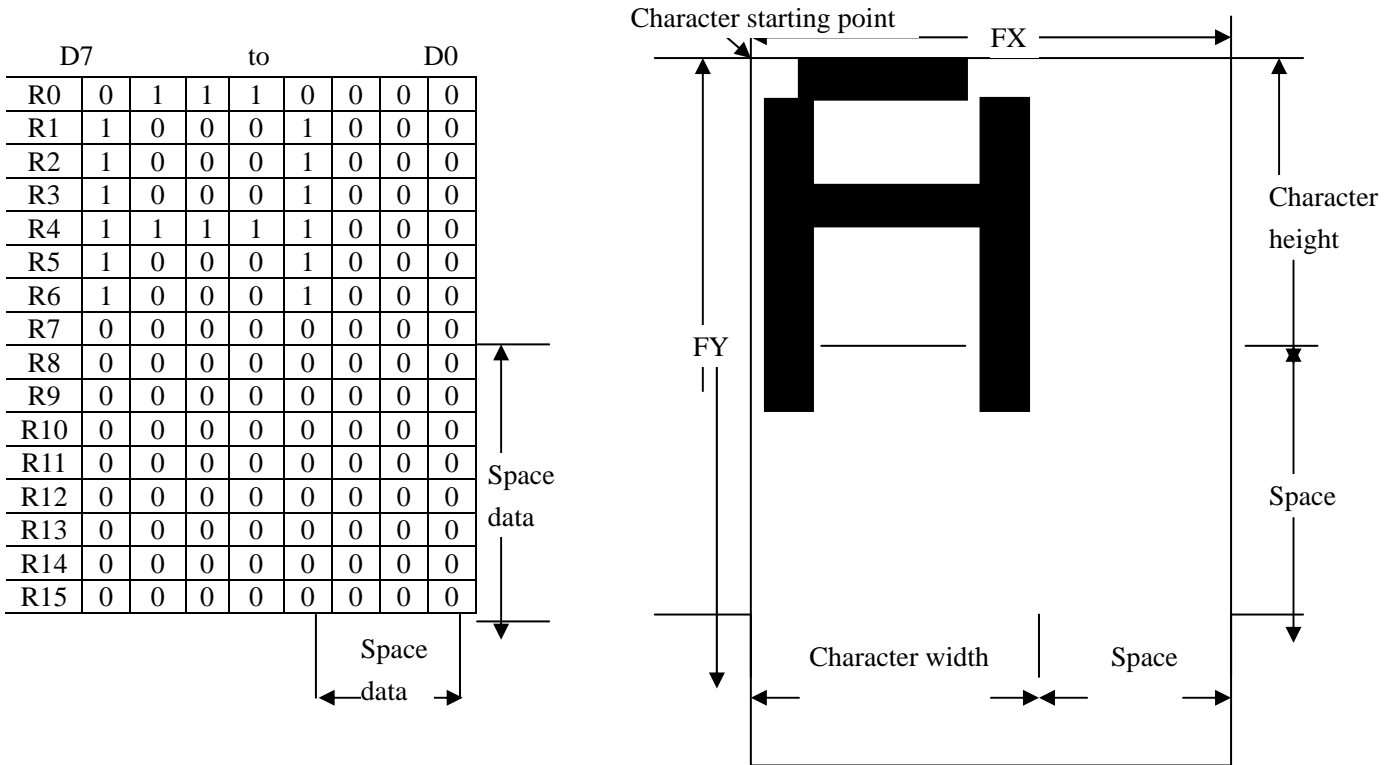 D7 to D0
R0 0 1 1 1 0 0 0 0
R1 1 0 0 0 1 0 0 0
R2 1 0 0 0 1 0 0 0
R3 1 0 0 0 1 0 0 0
R4 1 1 1 1 1 0 0 0
R5 1 0 0 0 1 0 0 0
R6 1 0 0 0 1 0 0 0
R7 0 0 0 0 0 0 0 0
R8 0 0 0 0 0 0 0 0
R9 0 0 0 0 0 0 0 0
R10 0 0 0 0 0 0 0 0
R11 0 0 0 0 0 0 0 0
R12 0 0 0 0 0 0 0 0
R13 0 0 0 0 0 0 0 0
R14 0 0 0 0 0 0 0 0
R15 0 0 0 0 0 0 0 0
Space
data
Space
data
Character starting point
FX
FY
Character
height
Space
Character width
Space